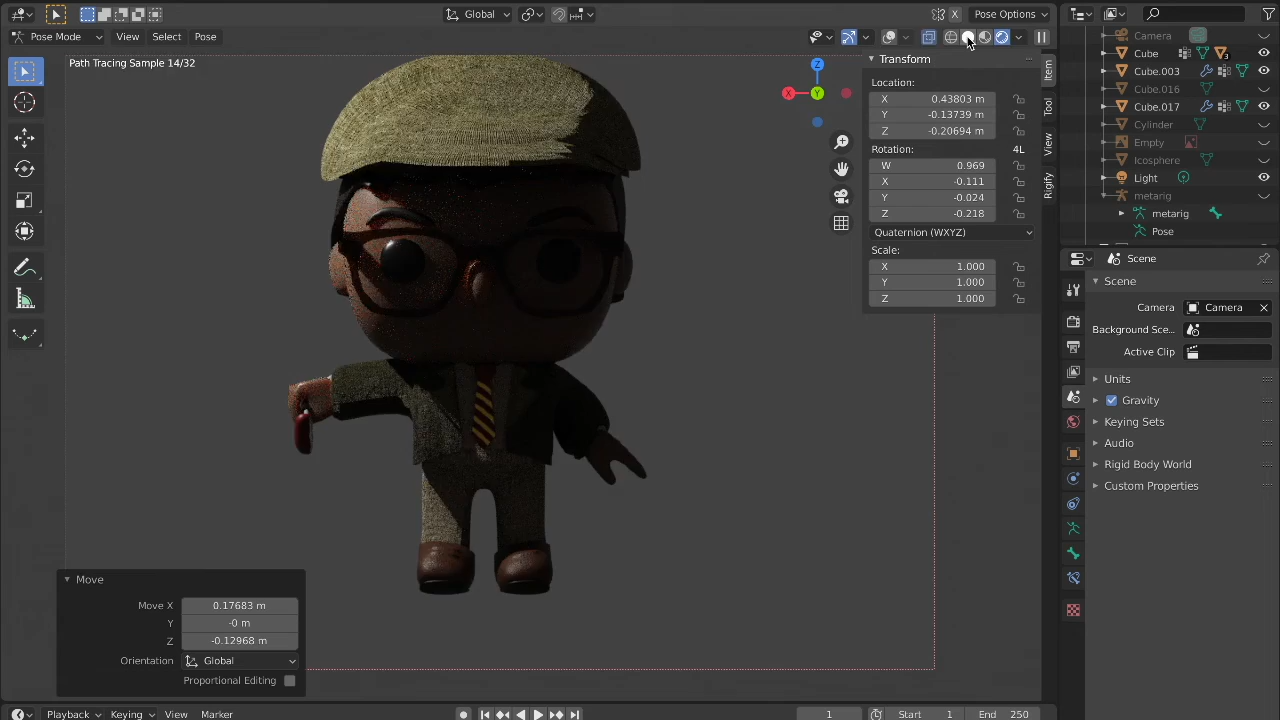 Global
X
Pose Options
Pose Mode
View
Select
Pose
Path Tracing Sample 14/32
Z
X
Y
Transform
Location:
X 0.43803 m
Y -0.13739 m
Z -0.20694 m
Rotation: 4L
W 0.969
X -0.111
Y -0.024
Z -0.218
Quaternion (WXYZ)
Scale:
X 1.000
Y 1.000
Z 1.000
Item
Tool
View
Rigify
Camera
Cube
3
Cube.003
Cube.016
Cube.017
Cylinder
Empty
Icosphere
Light
metarig
metarig
Pose
Scene
Scene
Camera Camera
Background Sce...
Active Clip
Units
Gravity
Keying Sets
Audio
Rigid Body World
Custom Properties
Move
Move X 0.17683 m
Y -0 m
Z -0.12968 m
Orientation Global
Proportional Editing
Playback
Keying
View
Marker
1
Start 1
End 250